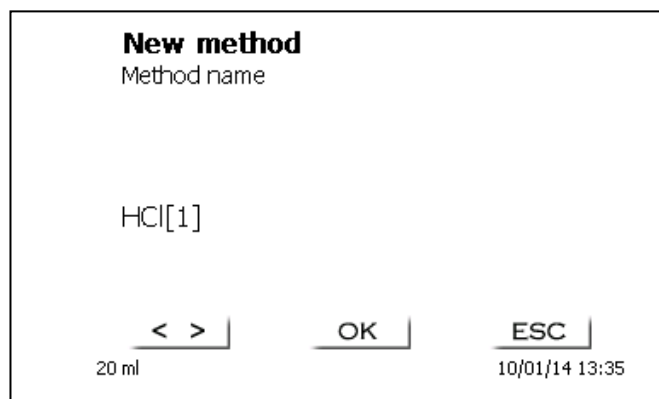 New method
Method name
HCl[1]
< > OK ESC
20 ml 10/01/14 13:35